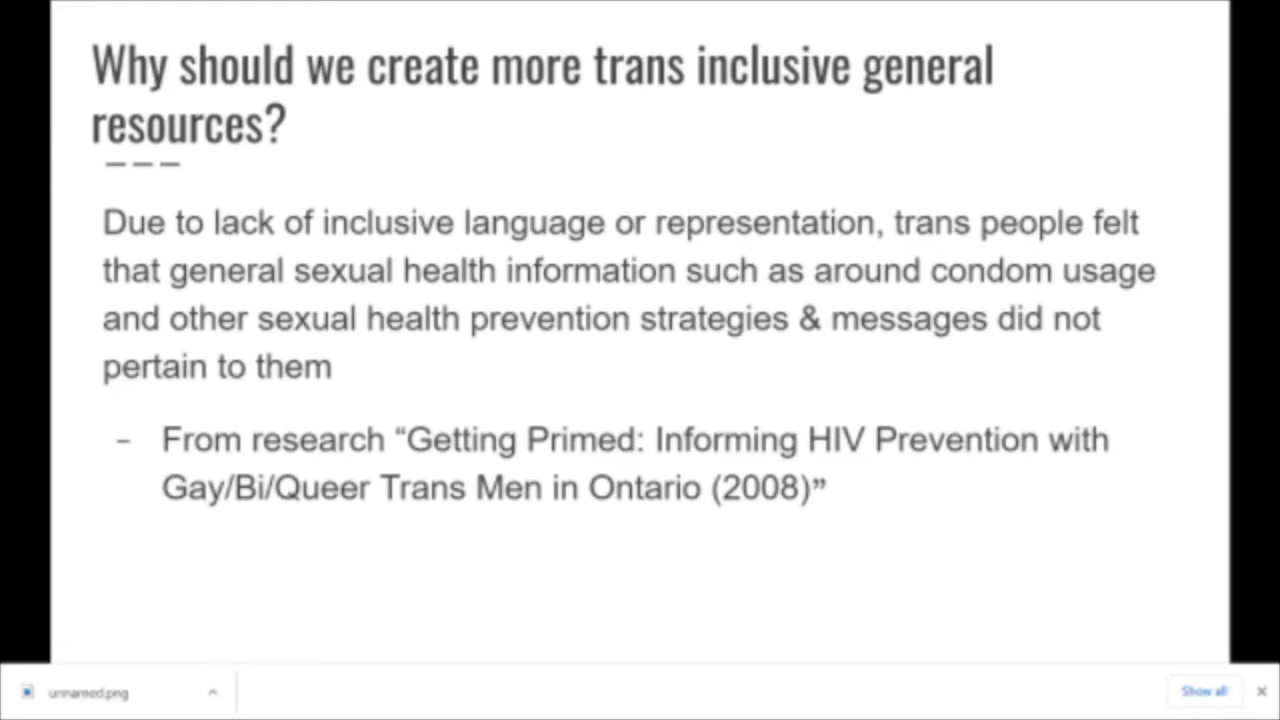 Why should we create more trans inclusive general
resources?
Due to lack of inclusive language or representation, trans people felt
that general sexual health information such as around condom usage
and other sexual health prevention strategies & messages did not
pertain to them
- From research “Getting Primed: Informing HIV Prevention with
Gay/Bi/Queer Trans Men in Ontario (2008)”
unnamed.png
Show all